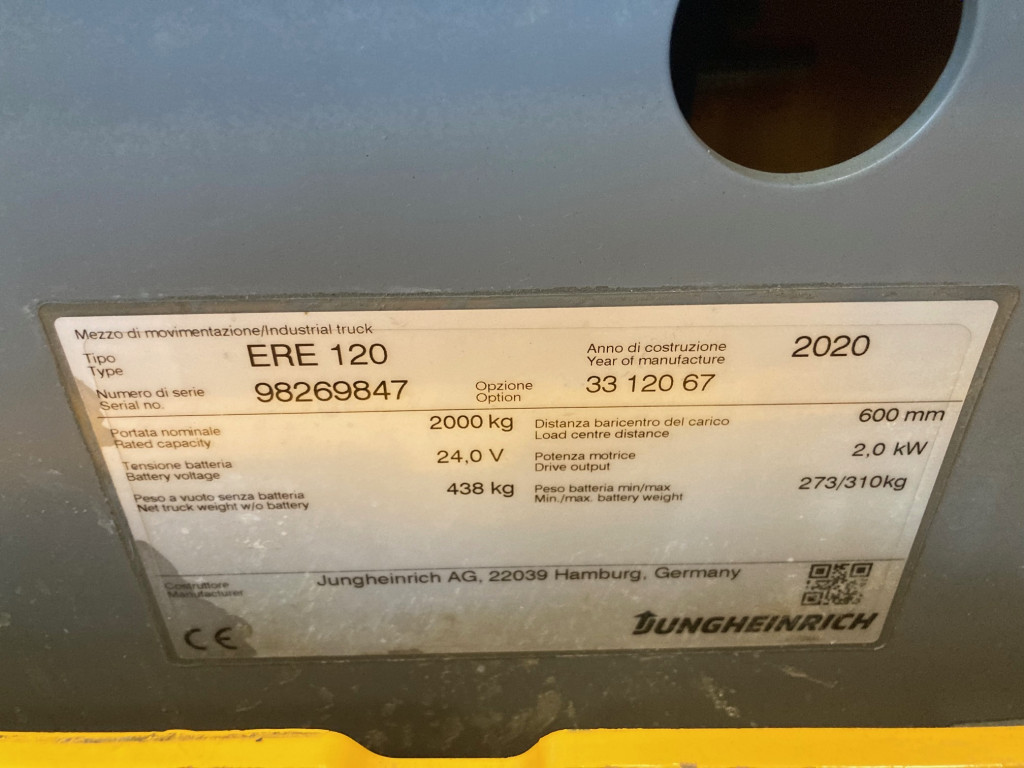 Mezzo di movimentazione/Industrial truck
Tipo
Type
ERE 120
Anno di costruzione
Year of manufacture
2020
Numero di serie
Serial no.
98269847
Opzione
Option
33 120 67
Portata nominale
Rated capacity
2000 kg
Distanza baricentro del carico
Load centre distance
600 mm
Tensione batteria
Battery voltage
24,0 V
Potenza motrice
Drive output
2,0 kW
Peso a vuoto senza batteria
Net truck weight w/o battery
438 kg
Peso batteria min/max
Min./max. battery weight
273/310kg
Costruttore
Manufacturer
Jungheinrich AG, 22039 Hamburg, Germany
CE
JUNGHEINRICH